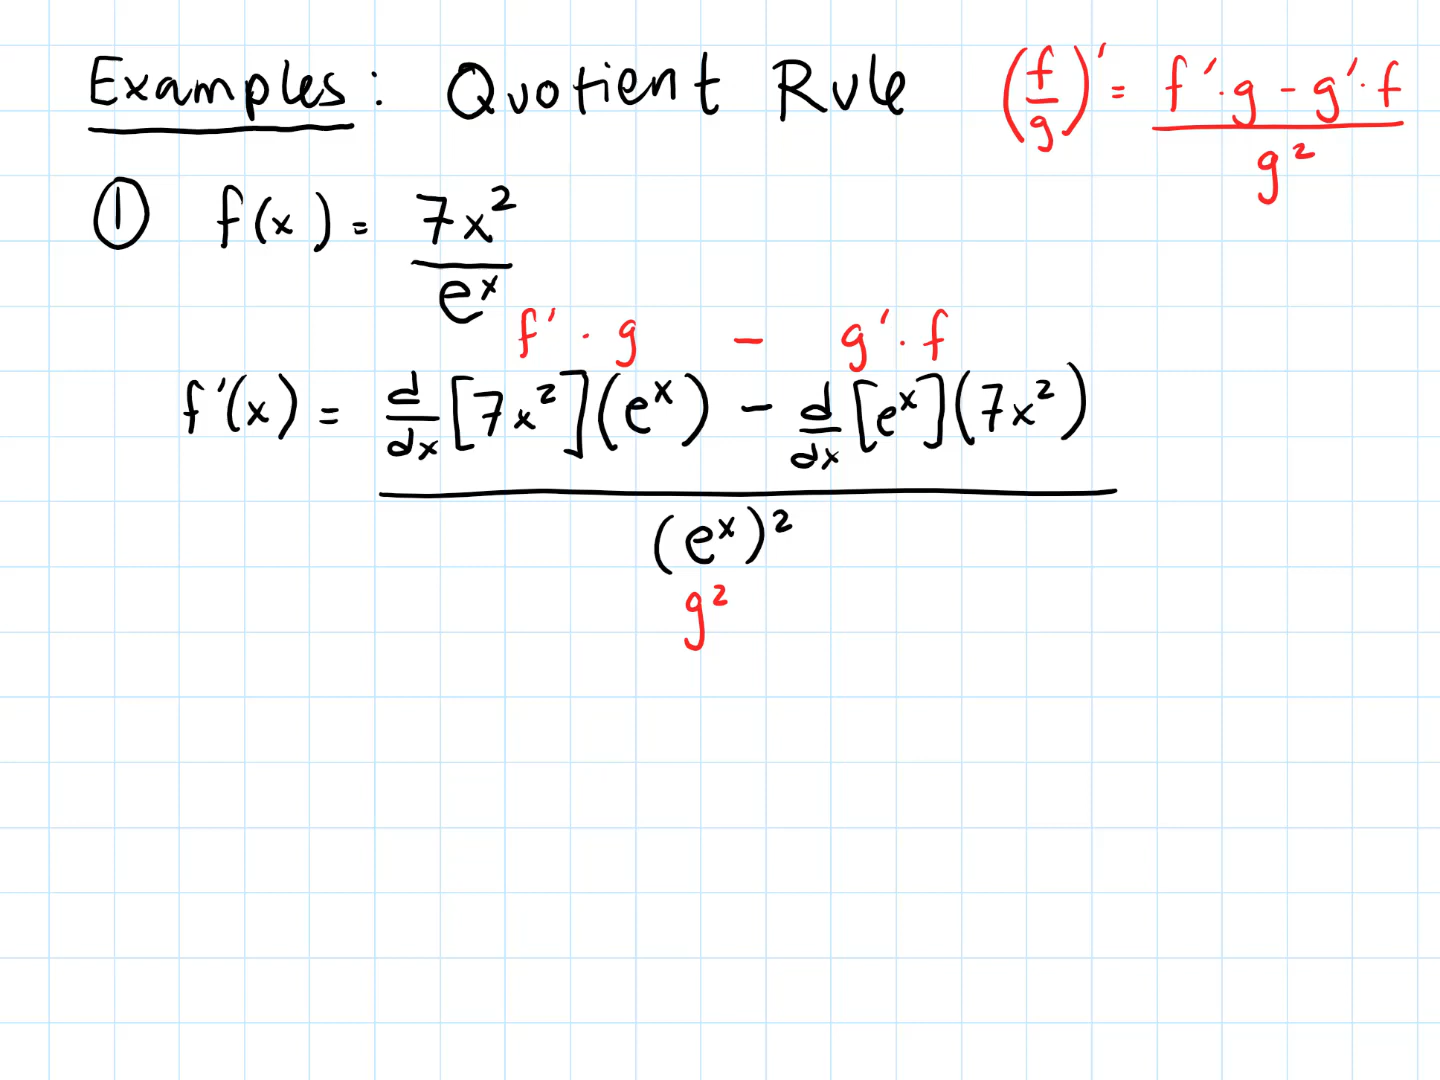 Examples: Quotient Rule
(f/g)' = (f'·g - g'·f)/g²
① f(x) = 7x²/eˣ
f'·g - g'·f
f'(x) = (d/dx [7x²](eˣ) - d/dx [eˣ](7x²))/(eˣ)²
g²